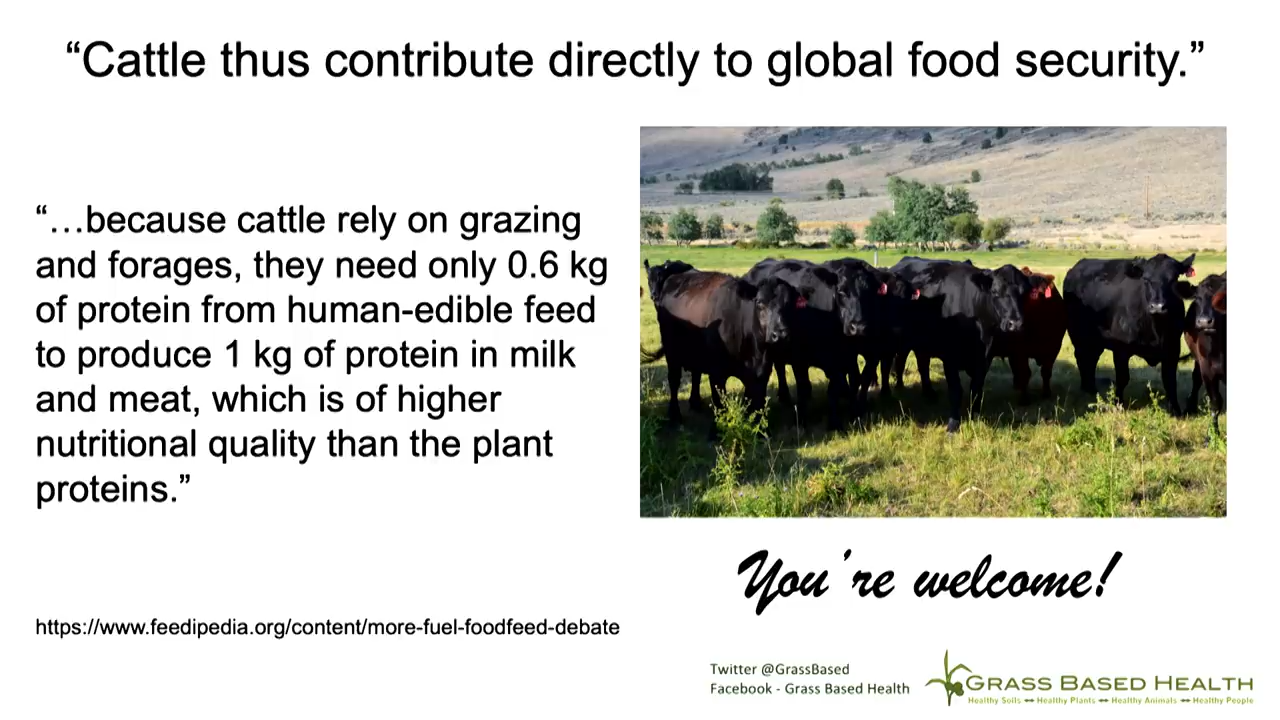 “Cattle thus contribute directly to global food security.”
“…because cattle rely on grazing
and forages, they need only 0.6 kg
of protein from human-edible feed
to produce 1 kg of protein in milk
and meat, which is of higher
nutritional quality than the plant
proteins.”
You’re welcome!
https://www.feedipedia.org/content/more-fuel-foodfeed-debate
Twitter @GrassBased
Facebook - Grass Based Health
Grass Based Health
Healthy Soils ↔ Healthy Plants ↔ Healthy Animals ↔ Healthy People